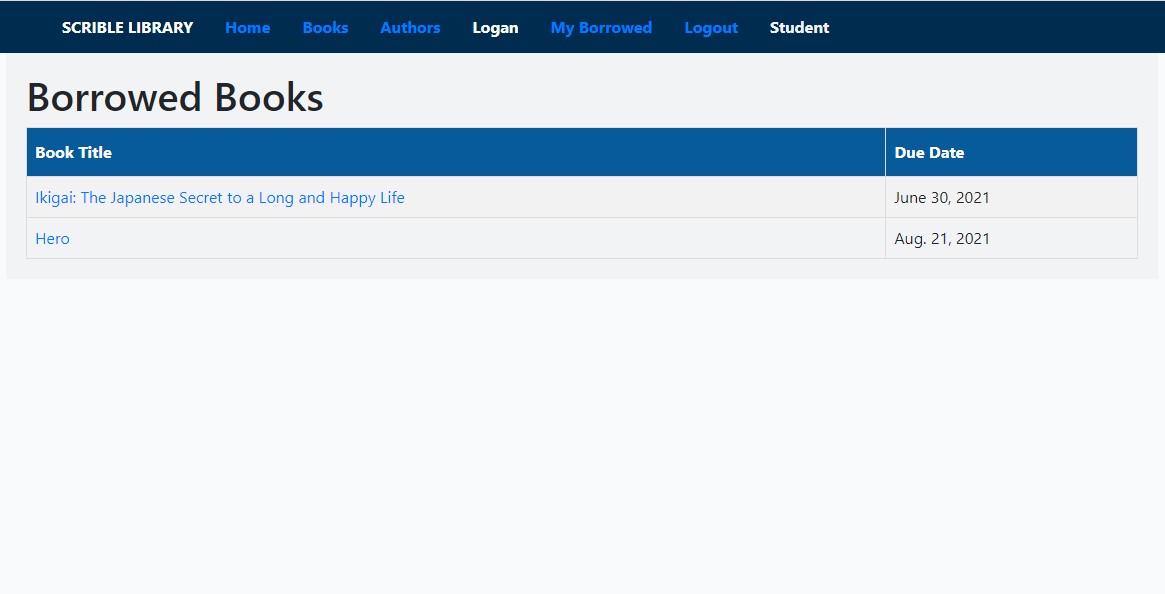 SCRIBLE LIBRARY Home Books Authors Logan My Borrowed Logout Student
Borrowed Books
Book Title Due Date
Ikigai: The Japanese Secret to a Long and Happy Life June 30, 2021
Hero Aug. 21, 2021